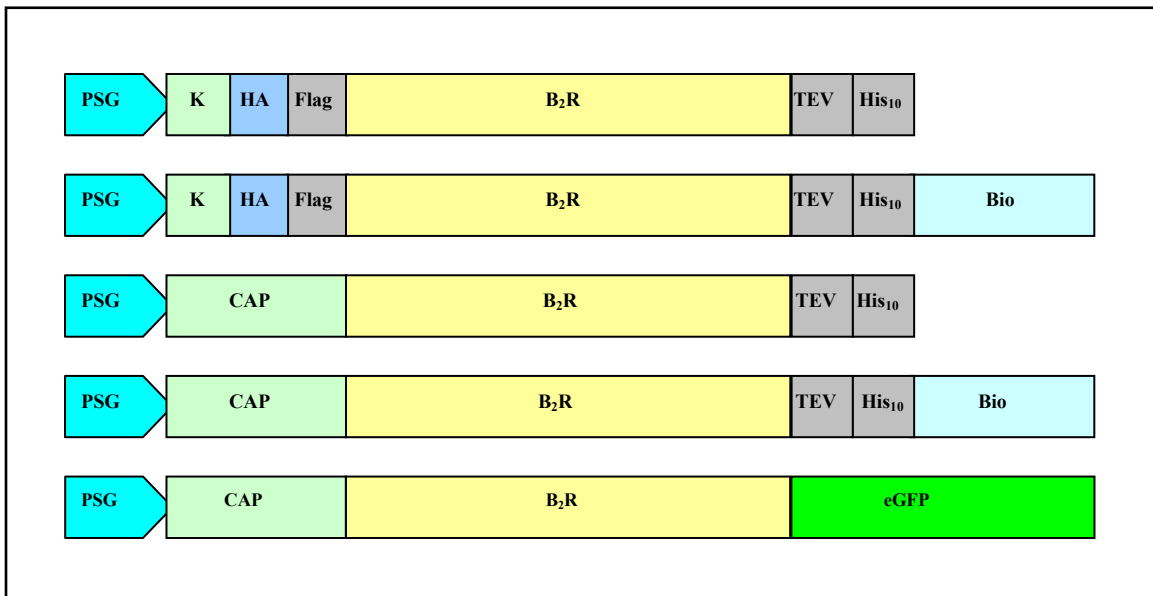 PSG K HA Flag B₂R TEV His₁₀
PSG K HA Flag B₂R TEV His₁₀ Bio
PSG CAP B₂R TEV His₁₀
PSG CAP B₂R TEV His₁₀ Bio
PSG CAP B₂R eGFP